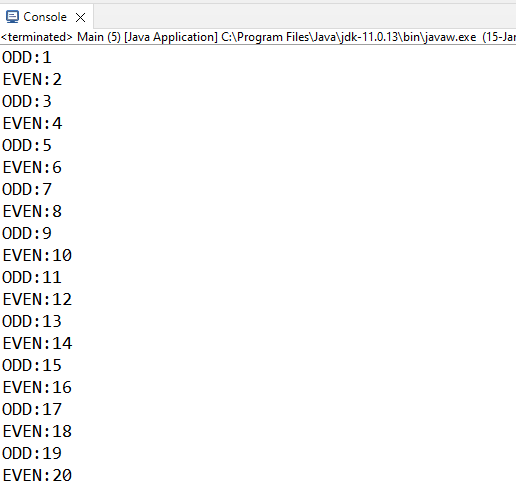 Console
<terminated> Main (5) [Java Application] C:\Program Files\Java\jdk-11.0.13\bin\javaw.exe (15-Jan
ODD:1
EVEN:2
ODD:3
EVEN:4
ODD:5
EVEN:6
ODD:7
EVEN:8
ODD:9
EVEN:10
ODD:11
EVEN:12
ODD:13
EVEN:14
ODD:15
EVEN:16
ODD:17
EVEN:18
ODD:19
EVEN:20